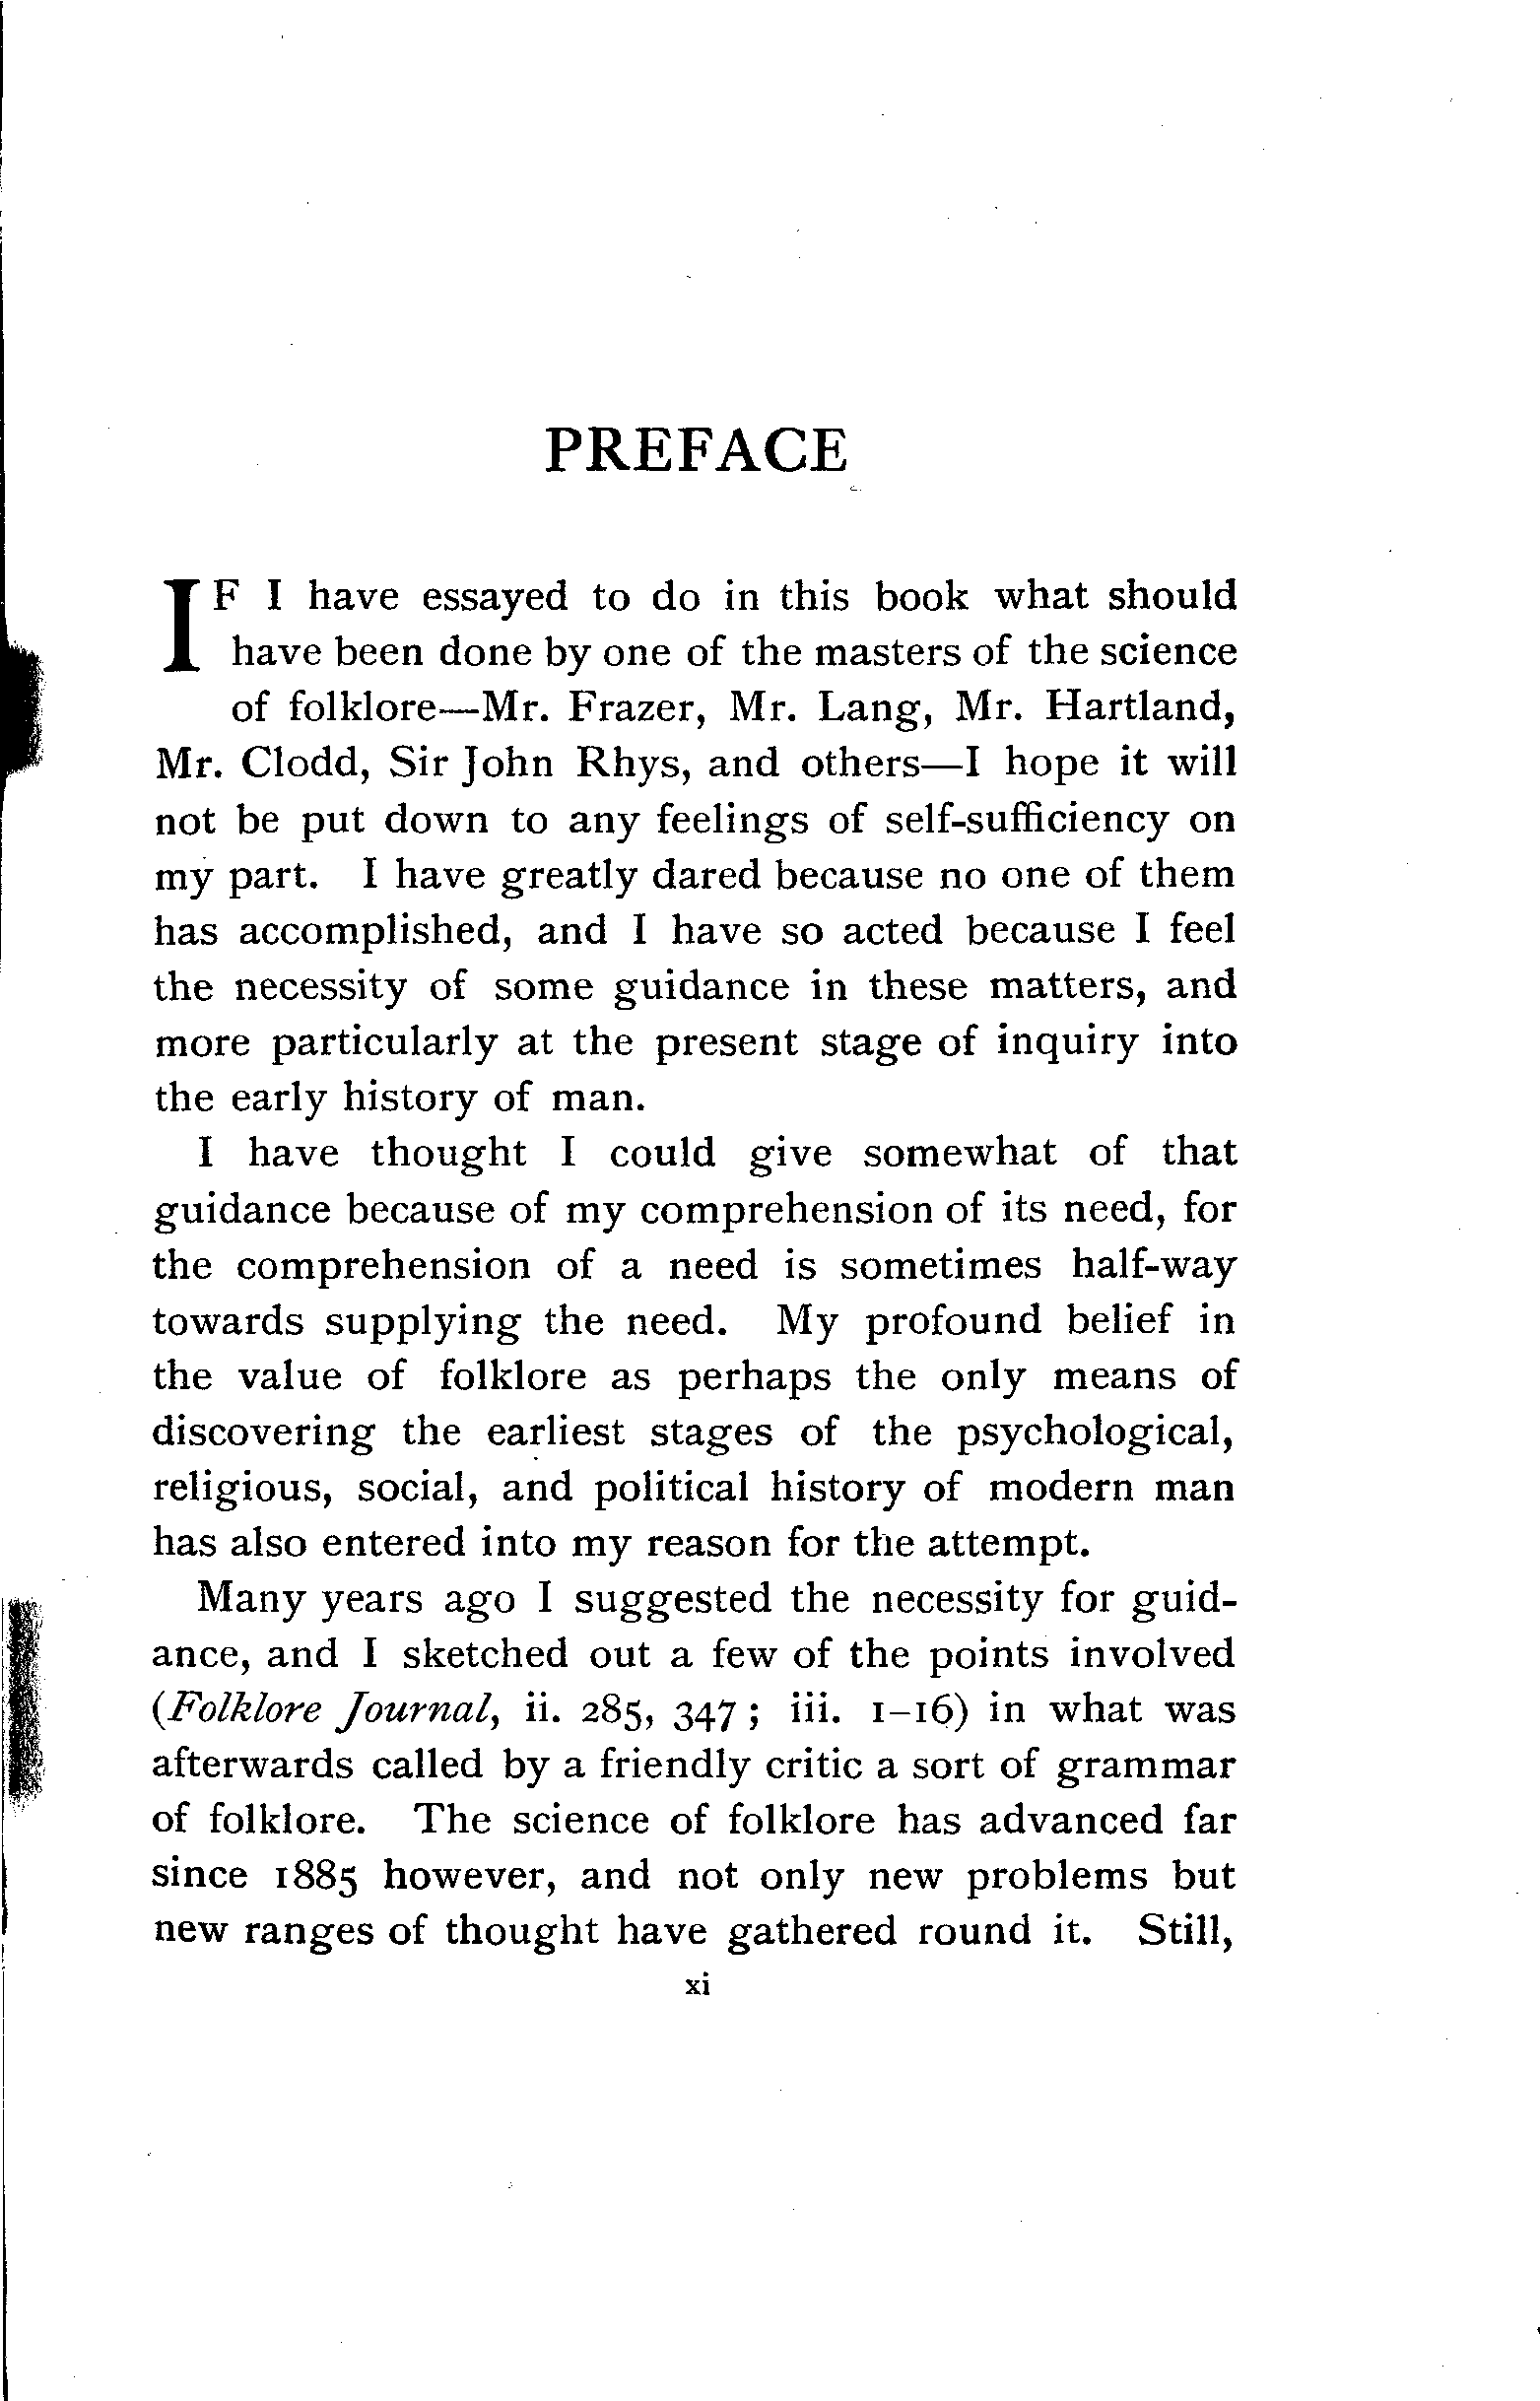 PREFACE
IF I have essayed to do in this book what should
have been done by one of the masters of the science
of folklore—Mr. Frazer, Mr. Lang, Mr. Hartland,
Mr. Clodd, Sir John Rhys, and others—I hope it will
not be put down to any feelings of self-sufficiency on
my part. I have greatly dared because no one of them
has accomplished, and I have so acted because I feel
the necessity of some guidance in these matters, and
more particularly at the present stage of inquiry into
the early history of man.
I have thought I could give somewhat of that
guidance because of my comprehension of its need, for
the comprehension of a need is sometimes half-way
towards supplying the need. My profound belief in
the value of folklore as perhaps the only means of
discovering the earliest stages of the psychological,
religious, social, and political history of modern man
has also entered into my reason for the attempt.
Many years ago I suggested the necessity for guid-
ance, and I sketched out a few of the points involved
(Folklore Journal, ii. 285, 347; iii. 1–16) in what was
afterwards called by a friendly critic a sort of grammar
of folklore. The science of folklore has advanced far
since 1885 however, and not only new problems but
new ranges of thought have gathered round it. Still,
xi